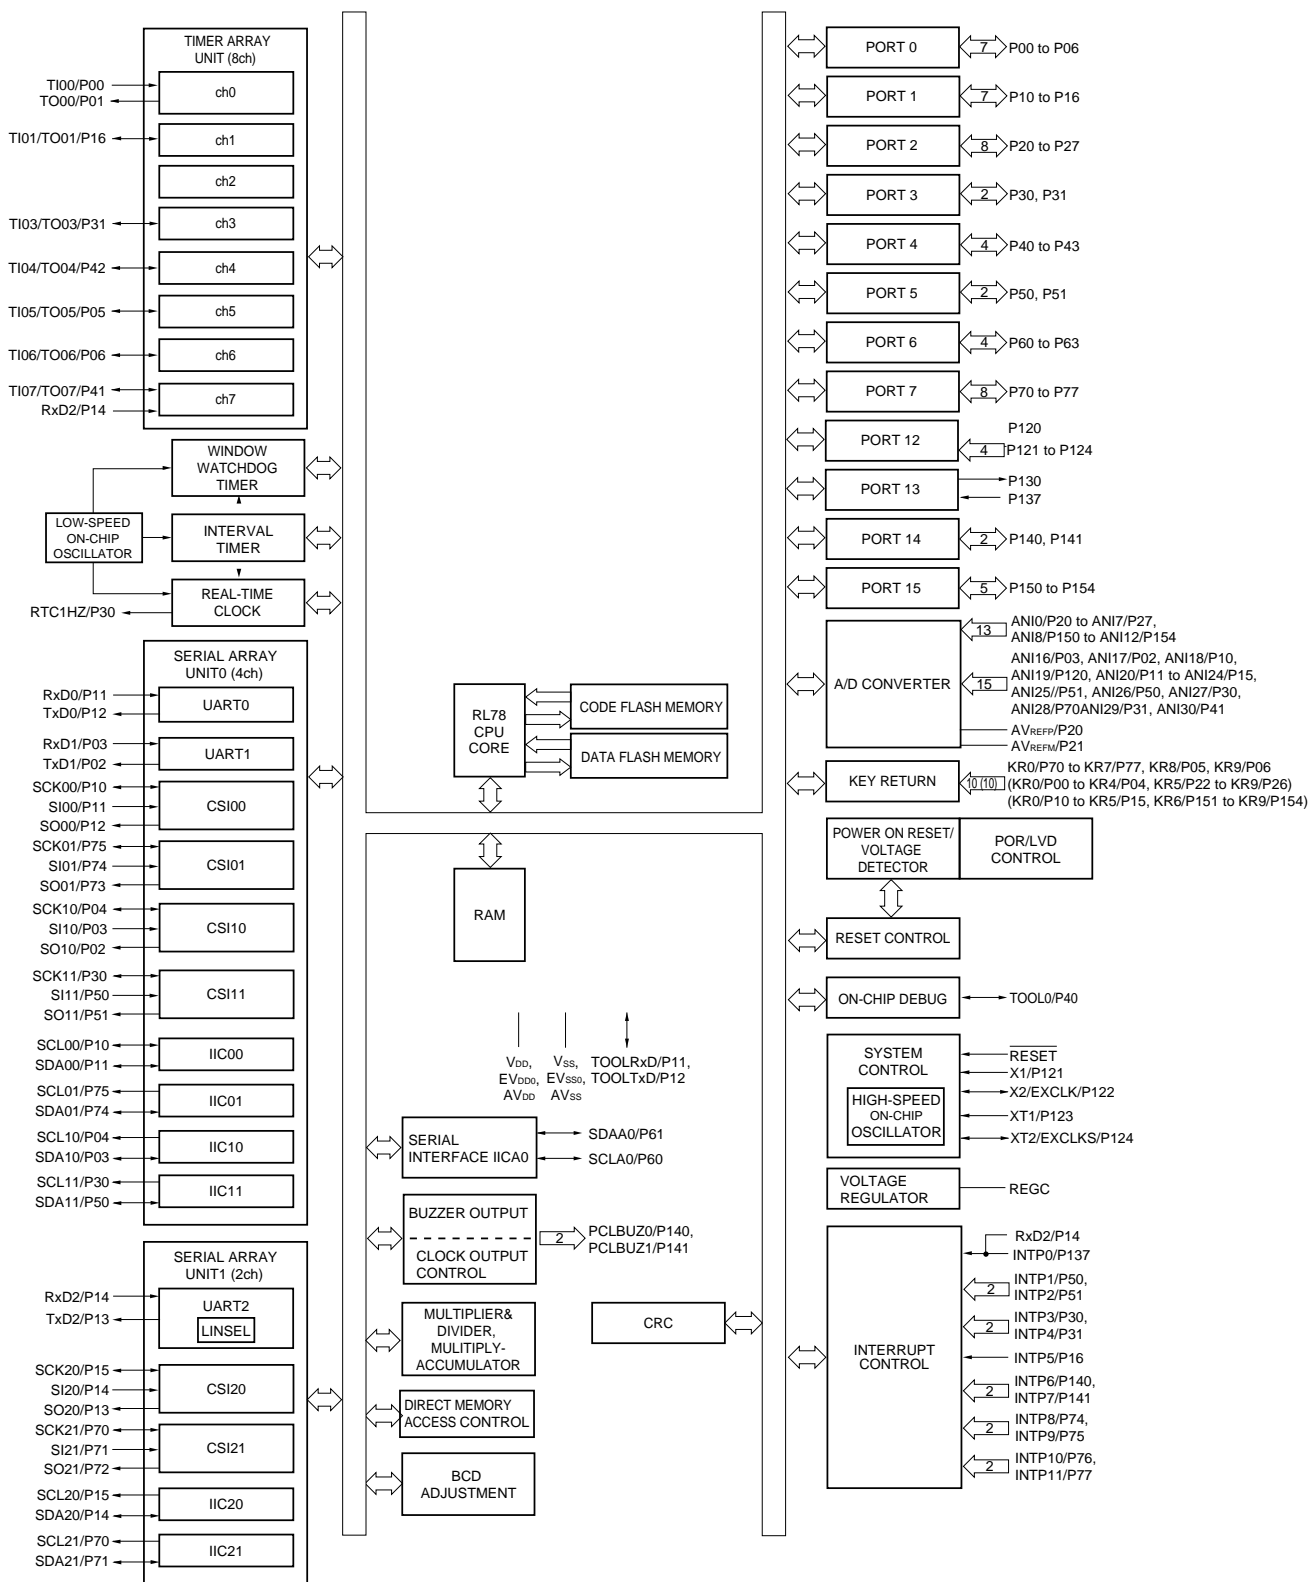 TIMER ARRAY
UNIT (8ch)
TI00/P00
TO00/P01
ch0
TI01/TO01/P16
ch1
ch2
TI03/TO03/P31
ch3
TI04/TO04/P42
ch4
TI05/TO05/P05
ch5
TI06/TO06/P06
ch6
TI07/TO07/P41
RxD2/P14
ch7
WINDOW
WATCHDOG
TIMER
LOW-SPEED
ON-CHIP
OSCILLATOR
INTERVAL
TIMER
REAL-TIME
CLOCK
RTC1HZ/P30
SERIAL ARRAY
UNIT0 (4ch)
RxD0/P11
TxD0/P12
UART0
RxD1/P03
TxD1/P02
UART1
SCK00/P10
SI00/P11
SO00/P12
CSI00
SCK01/P75
SI01/P74
SO01/P73
CSI01
SCK10/P04
SI10/P03
SO10/P02
CSI10
SCK11/P30
SI11/P50
SO11/P51
CSI11
SCL00/P10
SDA00/P11
IIC00
SCL01/P75
SDA01/P74
IIC01
SCL10/P04
SDA10/P03
IIC10
SCL11/P30
SDA11/P50
IIC11
SERIAL ARRAY
UNIT1 (2ch)
RxD2/P14
TxD2/P13
UART2
LINSEL
SCK20/P15
SI20/P14
SO20/P13
CSI20
SCK21/P70
SI21/P71
SO21/P72
CSI21
SCL20/P15
SDA20/P14
IIC20
SCL21/P70
SDA21/P71
IIC21
RL78
CPU
CORE
CODE FLASH MEMORY
DATA FLASH MEMORY
RAM
VDD,
EVDD0,
AVDD
VSS,
EVSS0,
AVSS
TOOLRxD/P11,
TOOLTxD/P12
SERIAL
INTERFACE IICA0
SDAA0/P61
SCLA0/P60
BUZZER OUTPUT
CLOCK OUTPUT
CONTROL
2
PCLBUZ0/P140,
PCLBUZ1/P141
MULTIPLIER&
DIVIDER,
MULITIPLY-
ACCUMULATOR
CRC
DIRECT MEMORY
ACCESS CONTROL
BCD
ADJUSTMENT
PORT 0
7
P00 to P06
PORT 1
7
P10 to P16
PORT 2
8
P20 to P27
PORT 3
2
P30, P31
PORT 4
4
P40 to P43
PORT 5
2
P50, P51
PORT 6
4
P60 to P63
PORT 7
8
P70 to P77
PORT 12
P120
4
P121 to P124
PORT 13
P130
P137
PORT 14
2
P140, P141
PORT 15
5
P150 to P154
A/D CONVERTER
13
ANI0/P20 to ANI7/P27,
ANI8/P150 to ANI12/P154
15
ANI16/P03, ANI17/P02, ANI18/P10,
ANI19/P120, ANI20/P11 to ANI24/P15,
ANI25//P51, ANI26/P50, ANI27/P30,
ANI28/P70ANI29/P31, ANI30/P41
AVREFP/P20
AVREFM/P21
KEY RETURN
10 (10)
KR0/P70 to KR7/P77, KR8/P05, KR9/P06
(KR0/P00 to KR4/P04, KR5/P22 to KR9/P26)
(KR0/P10 to KR5/P15, KR6/P151 to KR9/P154)
POWER ON RESET/
VOLTAGE
DETECTOR
POR/LVD
CONTROL
RESET CONTROL
ON-CHIP DEBUG
TOOL0/P40
SYSTEM
CONTROL
HIGH-SPEED
ON-CHIP
OSCILLATOR
RESET
X1/P121
X2/EXCLK/P122
XT1/P123
XT2/EXCLKS/P124
VOLTAGE
REGULATOR
REGC
INTERRUPT
CONTROL
RxD2/P14
INTP0/P137
2
INTP1/P50,
INTP2/P51
2
INTP3/P30,
INTP4/P31
INTP5/P16
2
INTP6/P140,
INTP7/P141
2
INTP8/P74,
INTP9/P75
2
INTP10/P76,
INTP11/P77